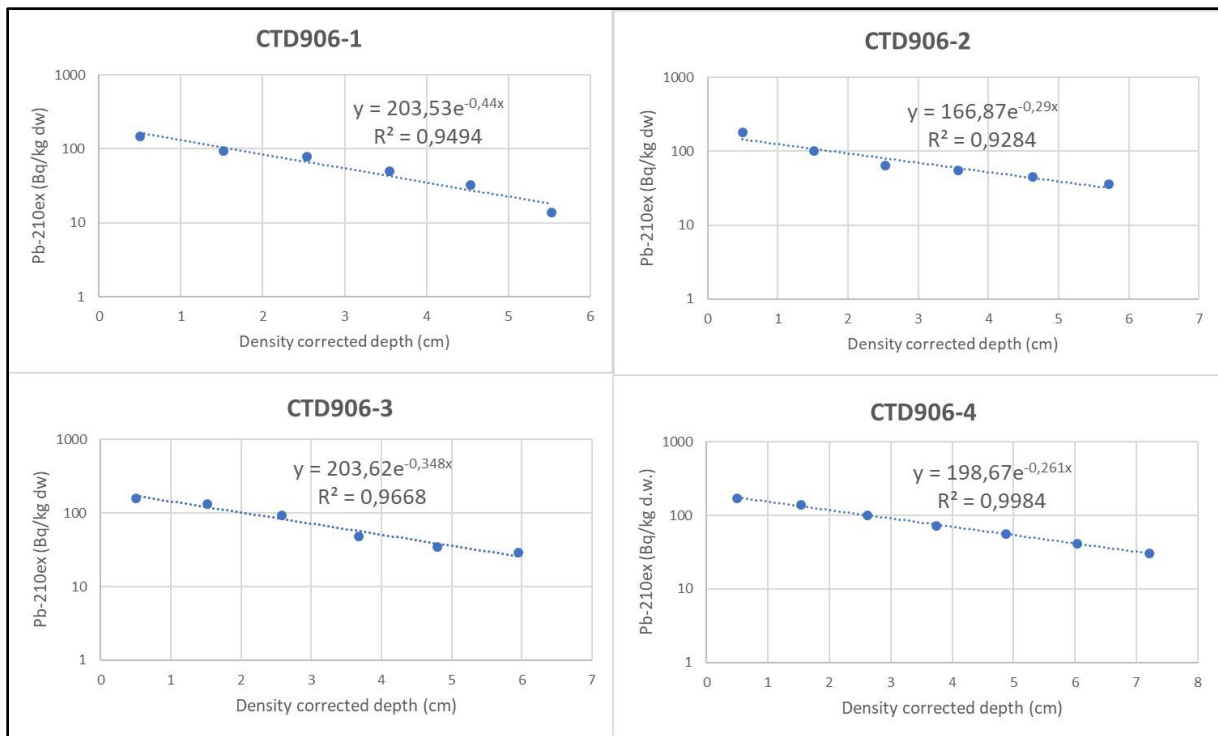 CTD906-1
Pb-210ex (Bq/kg dw)
1000
100
10
1
y = 203,53e^-0,44x
R² = 0,9494
0 1 2 3 4 5 6
Density corrected depth (cm)
CTD906-2
Pb-210ex (Bq/kg dw)
1000
100
10
1
y = 166,87e^-0,29x
R² = 0,9284
0 1 2 3 4 5 6 7
Density corrected depth (cm)
CTD906-3
Pb-210ex (Bq/kg dw)
1000
100
10
1
y = 203,62e^-0,348x
R² = 0,9668
0 1 2 3 4 5 6 7
Density corrected depth (cm)
CTD906-4
Pb-210ex (Bq/kg d.w.)
1000
100
10
1
y = 198,67e^-0,261x
R² = 0,9984
0 1 2 3 4 5 6 7 8
Density corrected depth (cm)